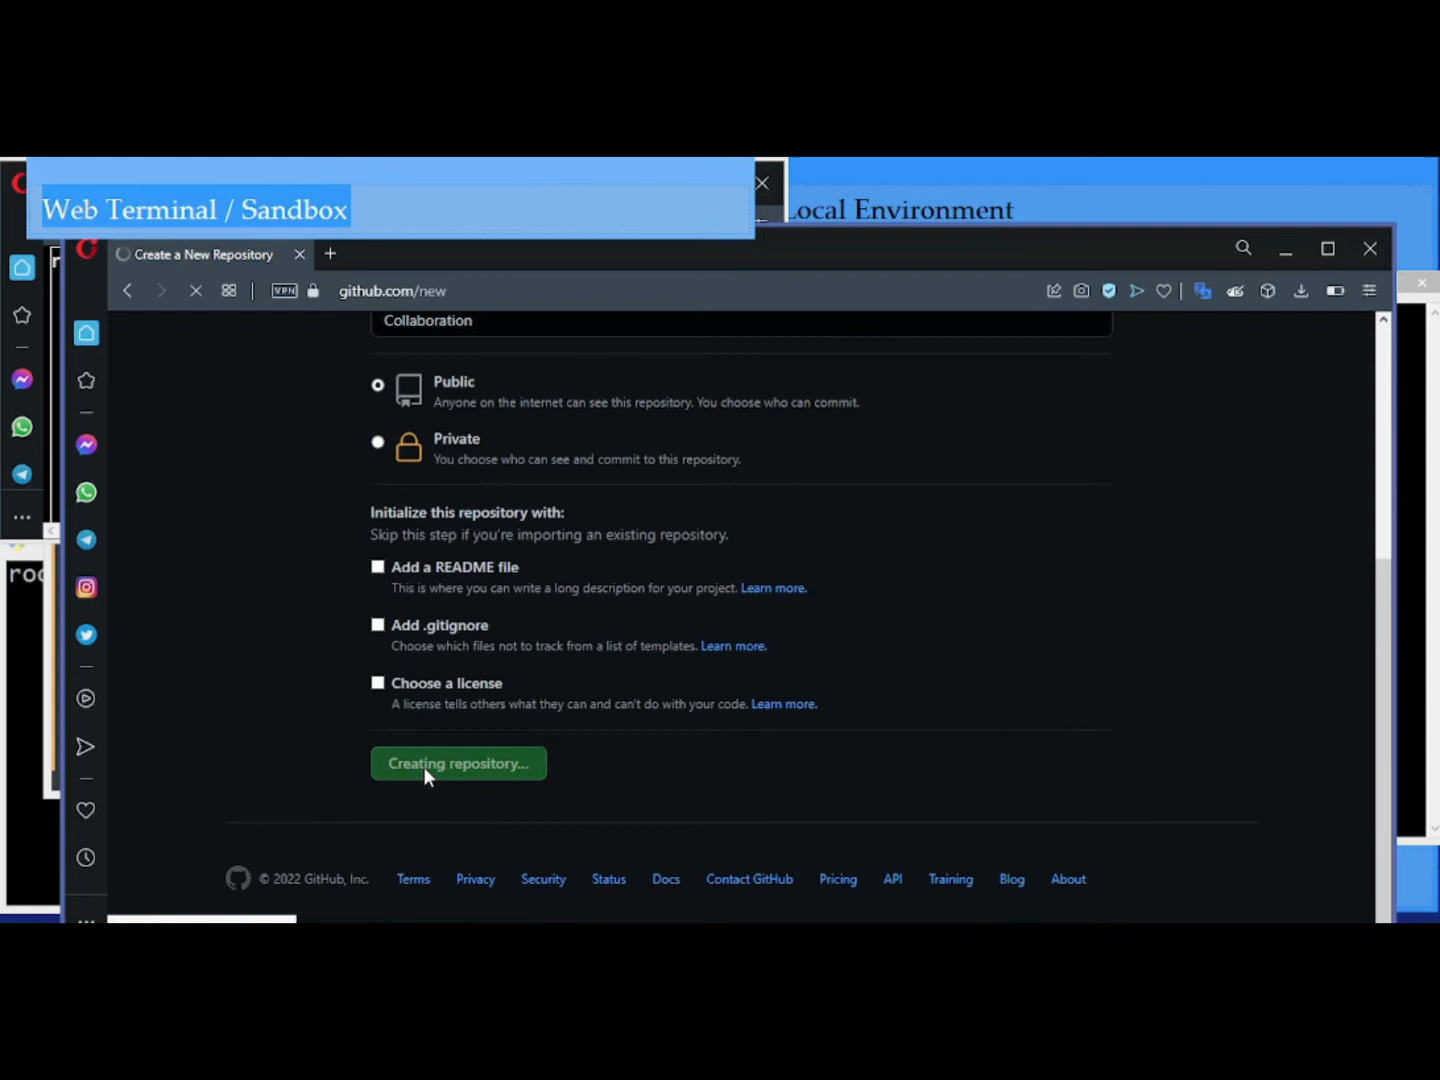 Web Terminal / Sandbox
Local Environment
Create a New Repository
VPN
github.com/new
Collaboration
Public
Anyone on the internet can see this repository. You choose who can commit.
Private
You choose who can see and commit to this repository.
Initialize this repository with:
Skip this step if you're importing an existing repository.
Add a README file
This is where you can write a long description for your project. Learn more.
Add .gitignore
Choose which files not to track from a list of templates. Learn more.
Choose a license
A license tells others what they can and can't do with your code. Learn more.
Creating repository...
© 2022 GitHub, Inc. Terms Privacy Security Status Docs Contact GitHub Pricing API Training Blog About